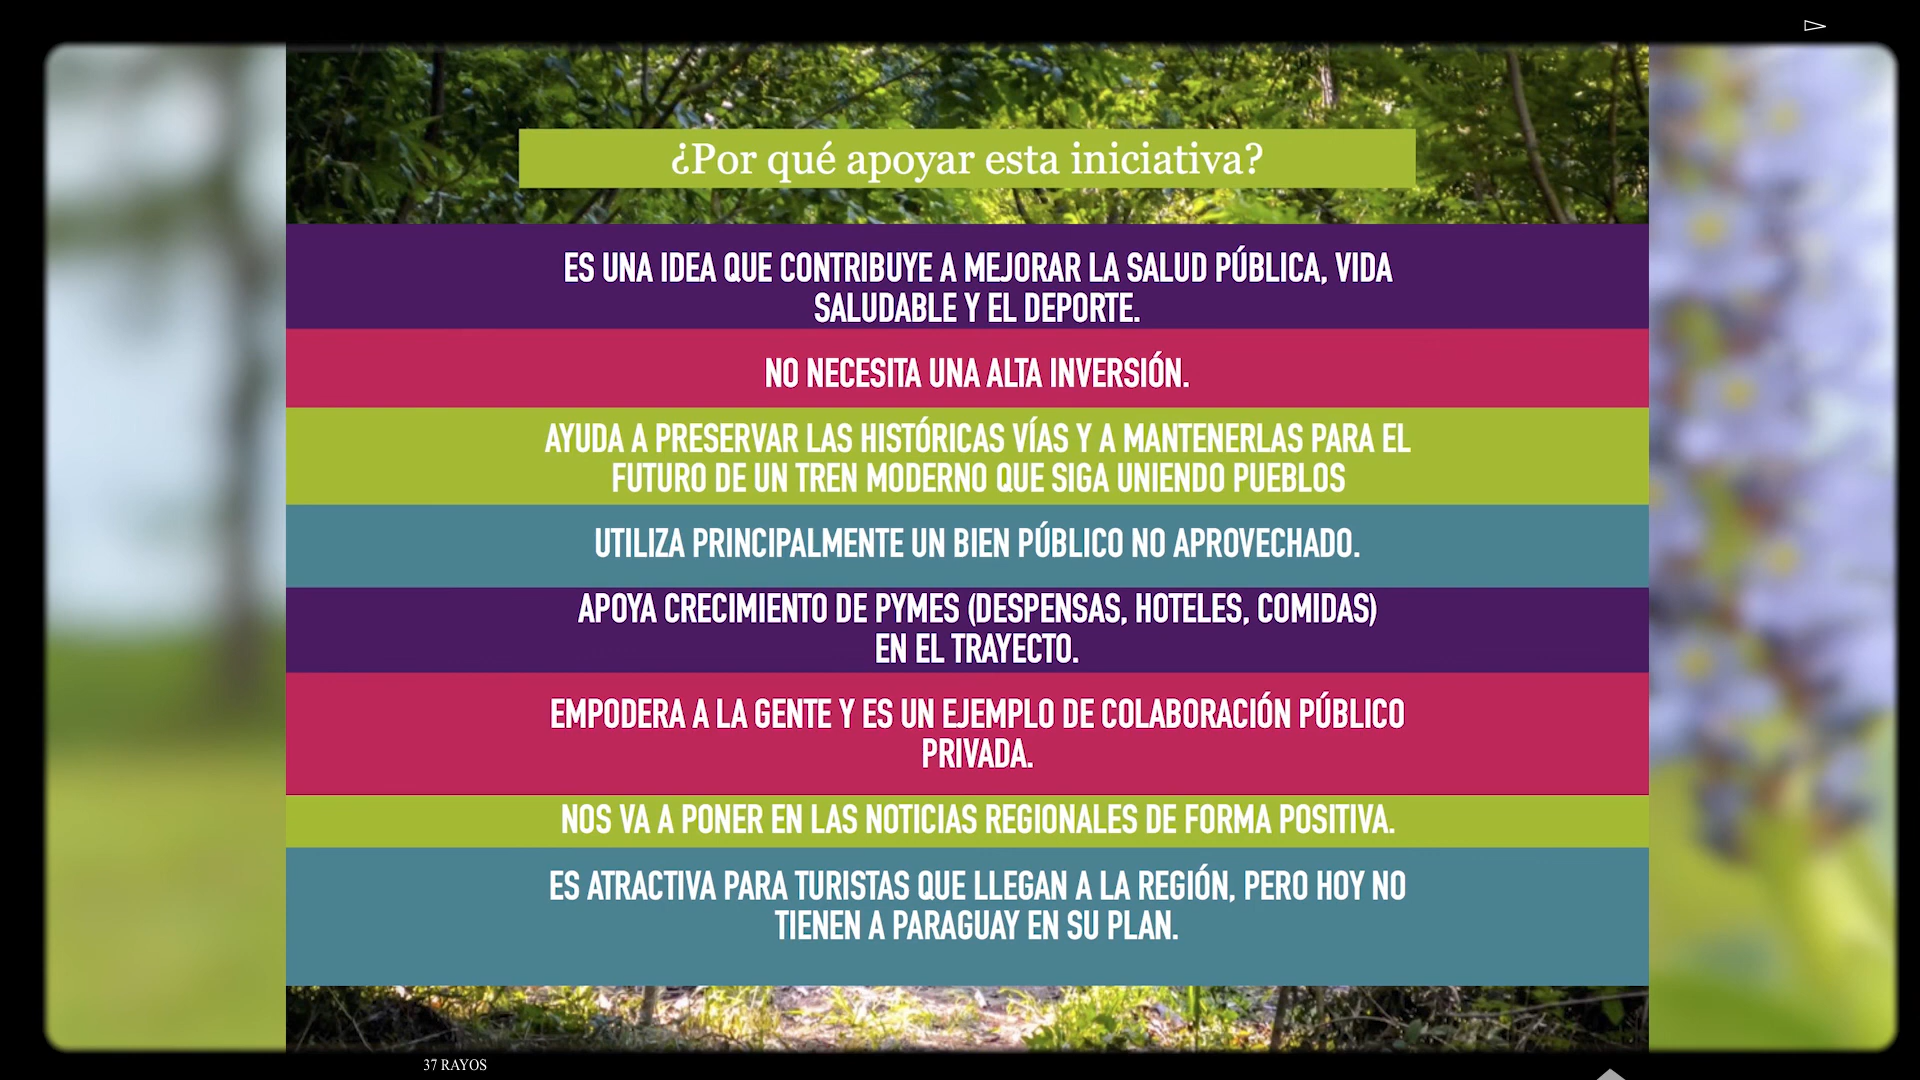 ¿Por qué apoyar esta iniciativa?
ES UNA IDEA QUE CONTRIBUYE A MEJORAR LA SALUD PÚBLICA, VIDA
SALUDABLE Y EL DEPORTE.
NO NECESITA UNA ALTA INVERSIÓN.
AYUDA A PRESERVAR LAS HISTÓRICAS VÍAS Y A MANTENERLAS PARA EL
FUTURO DE UN TREN MODERNO QUE SIGA UNIENDO PUEBLOS
UTILIZA PRINCIPALMENTE UN BIEN PÚBLICO NO APROVECHADO.
APOYA CRECIMIENTO DE PYMES (DESPENSAS, HOTELES, COMIDAS)
EN EL TRAYECTO.
EMPODERA A LA GENTE Y ES UN EJEMPLO DE COLABORACIÓN PÚBLICO
PRIVADA.
NOS VA A PONER EN LAS NOTICIAS REGIONALES DE FORMA POSITIVA.
ES ATRACTIVA PARA TURISTAS QUE LLEGAN A LA REGIÓN, PERO HOY NO
TIENEN A PARAGUAY EN SU PLAN.
37 RAYOS